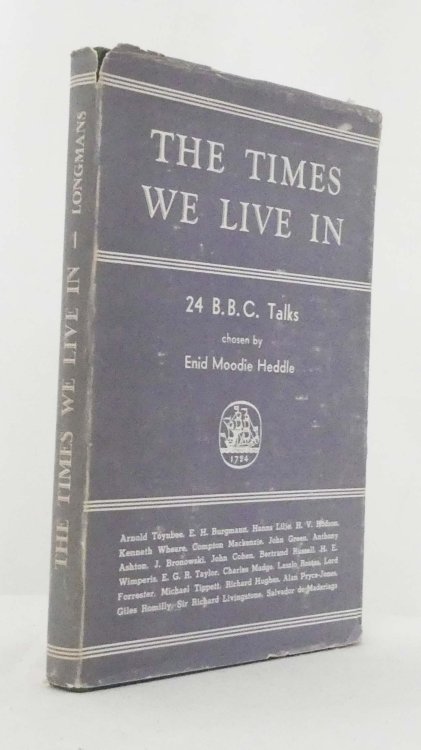 THE TIMES WE LIVE IN — LONGMANS
THE TIMES
WE LIVE IN
24 B.B.C. Talks
chosen by
Enid Moodie Heddle
1724
Arnold Toynbee. E. H. Burgmann. Hanns Lilje. H. V. Hodson.
Kenneth Wheare. Compton Mackenzie. John Green. Anthony
Ashton. J. Bronowski. John Cohen. Bertrand Russell. H. E.
Wimperis. E. G. R. Taylor. Charles Madge. Laszlo Rostas. Lord
Forrester. Michael Tippett. Richard Hughes. Alan Pryce-Jones.
Giles Romilly. Sir Richard Livingstone. Salvador de Madariaga